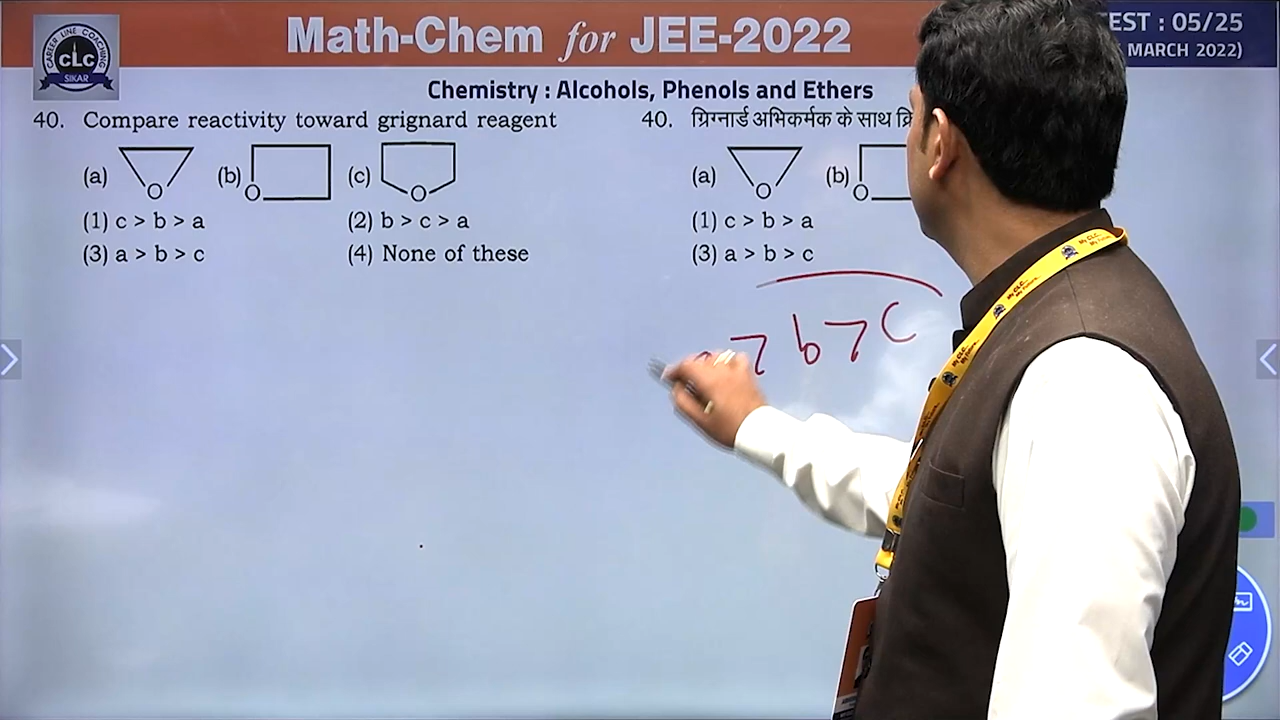 Math-Chem for JEE-2022
TEST : 05/25
MARCH 2022)
CAREER LINE COACHING
CLC
SIKAR
Chemistry : Alcohols, Phenols and Ethers
40. Compare reactivity toward grignard reagent
(a) O (b) O (c) O
(1) c > b > a (2) b > c > a
(3) a > b > c (4) None of these
40. ग्रिग्नार्ड अभिकर्मक के साथ
(a) O (b) O
(1) c > b > a
(3) a > b > c
> b > c